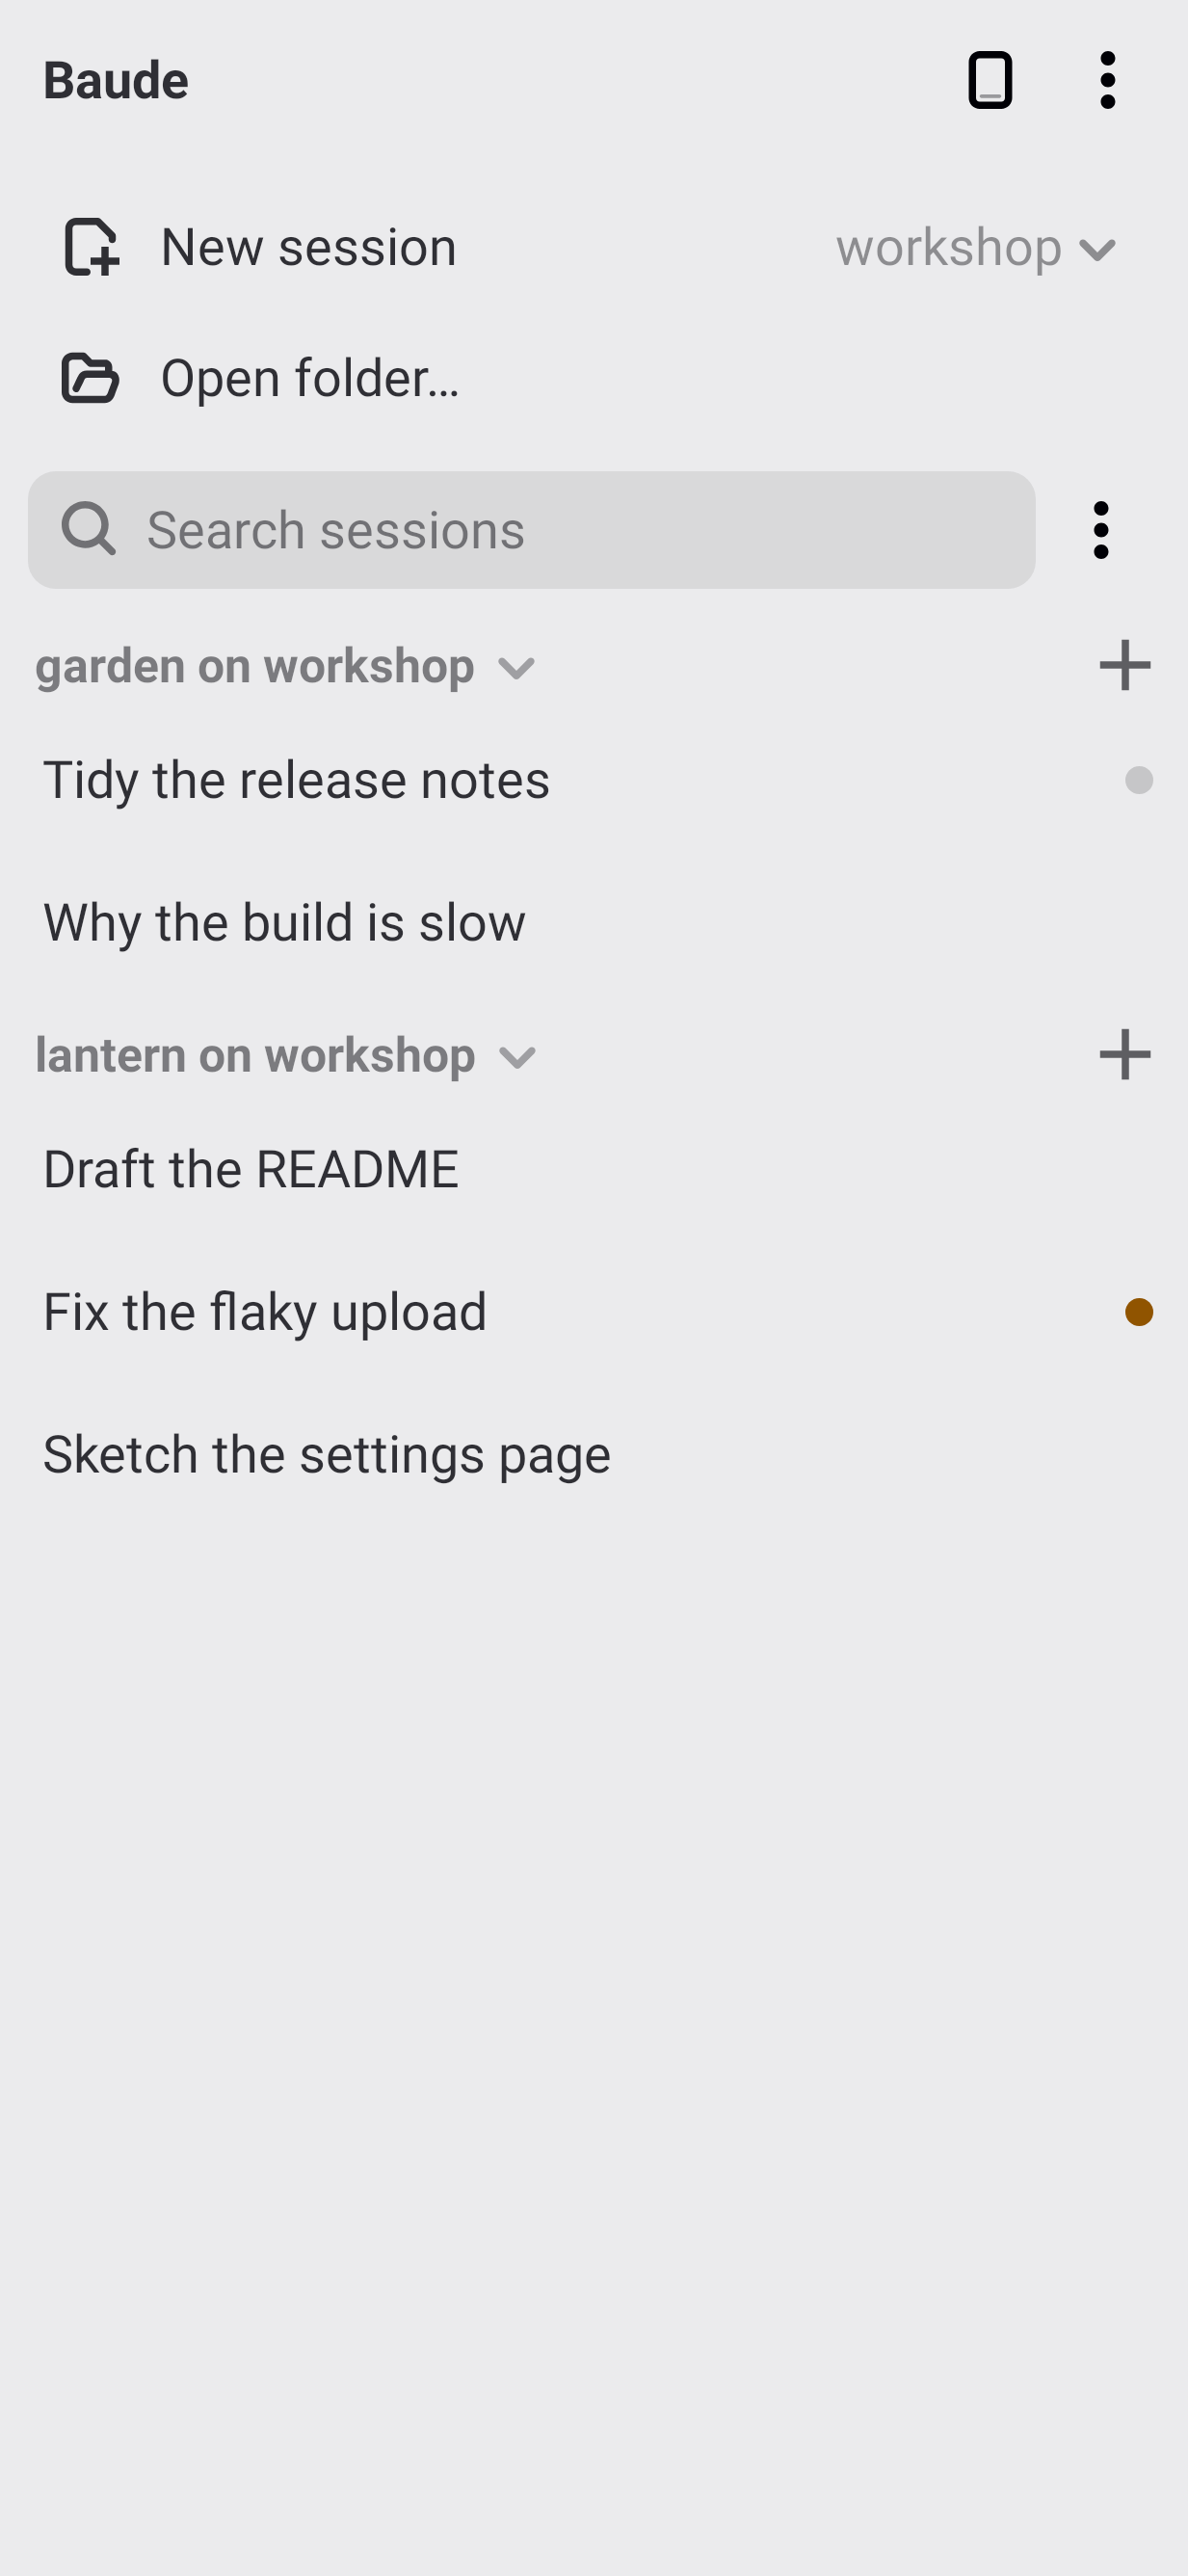 Baude
New session
workshop
Open folder…
Search sessions
garden on workshop
Tidy the release notes
Why the build is slow
lantern on workshop
Draft the README
Fix the flaky upload
Sketch the settings page